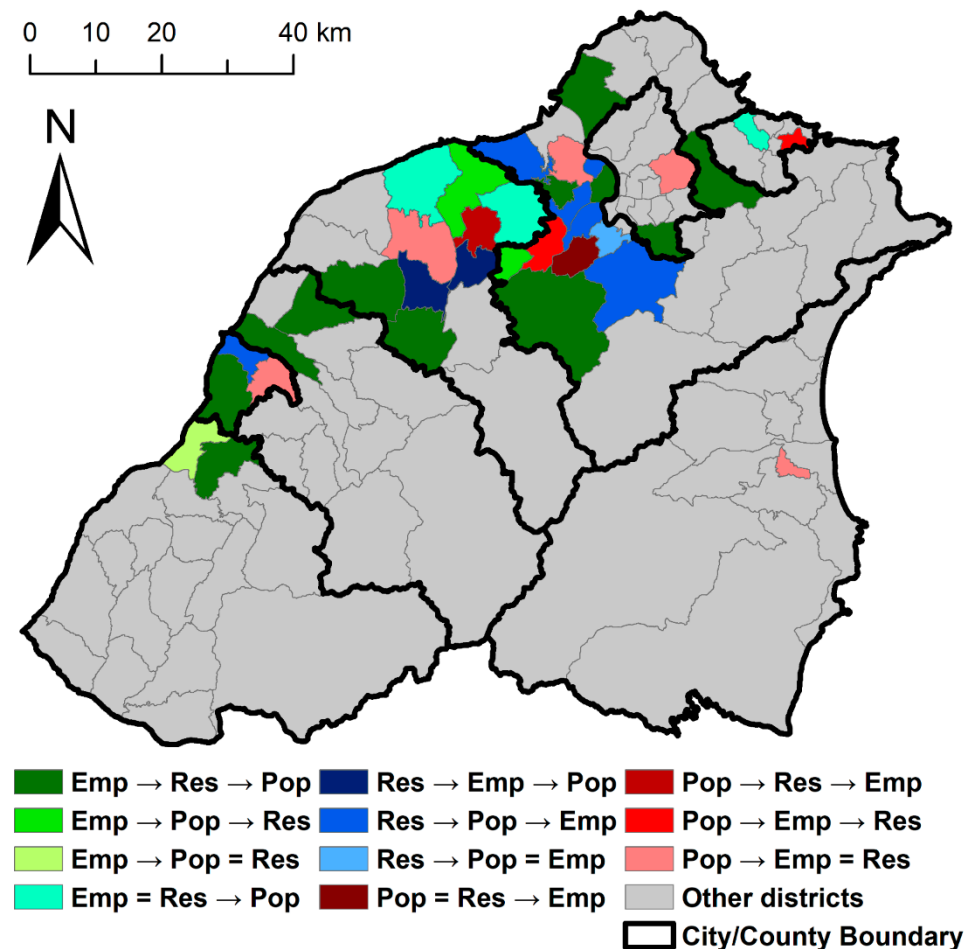 0 10 20 40 km
N
Emp → Res → Pop Res → Emp → Pop Pop → Res → Emp
Emp → Pop → Res Res → Pop → Emp Pop → Emp → Res
Emp → Pop = Res Res → Pop = Emp Pop → Emp = Res
Emp = Res → Pop Pop = Res → Emp Other districts
City/County Boundary